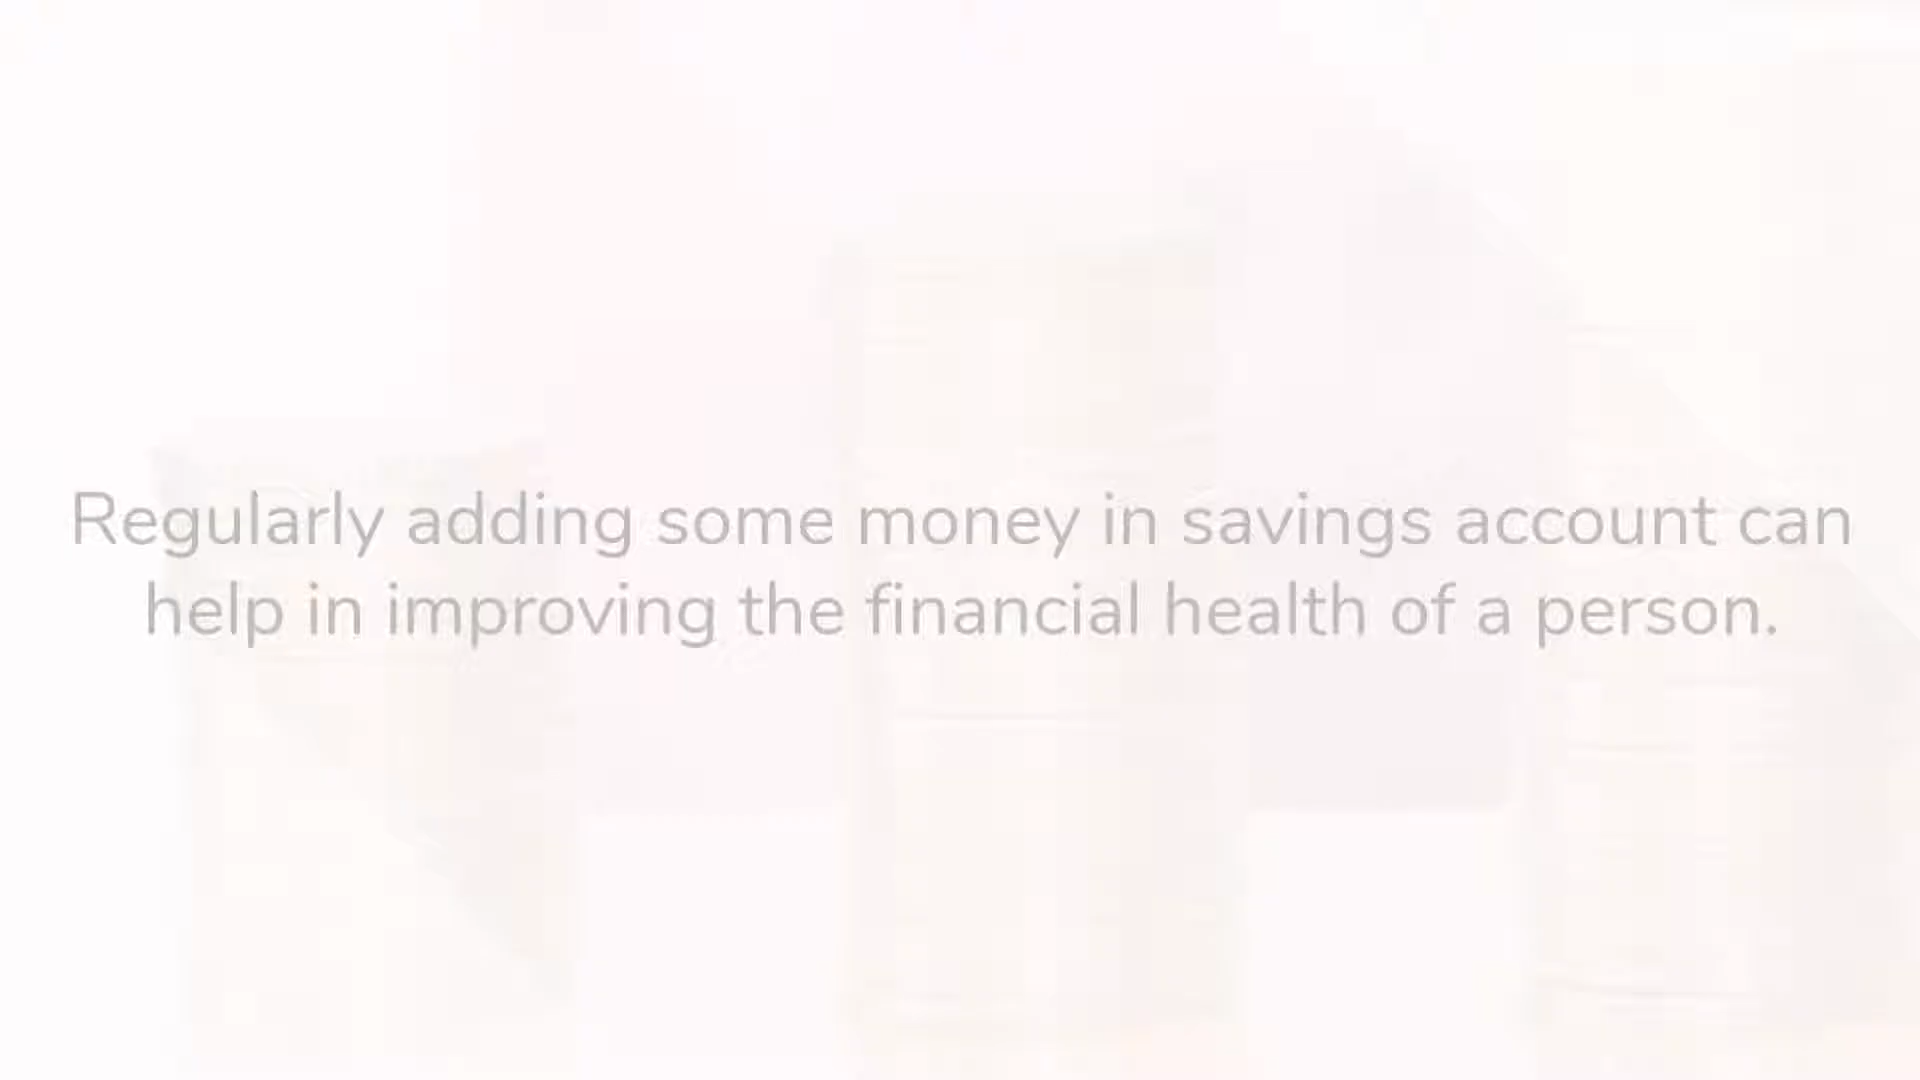 Regularly adding some money in savings account can
help in improving the financial health of a person.